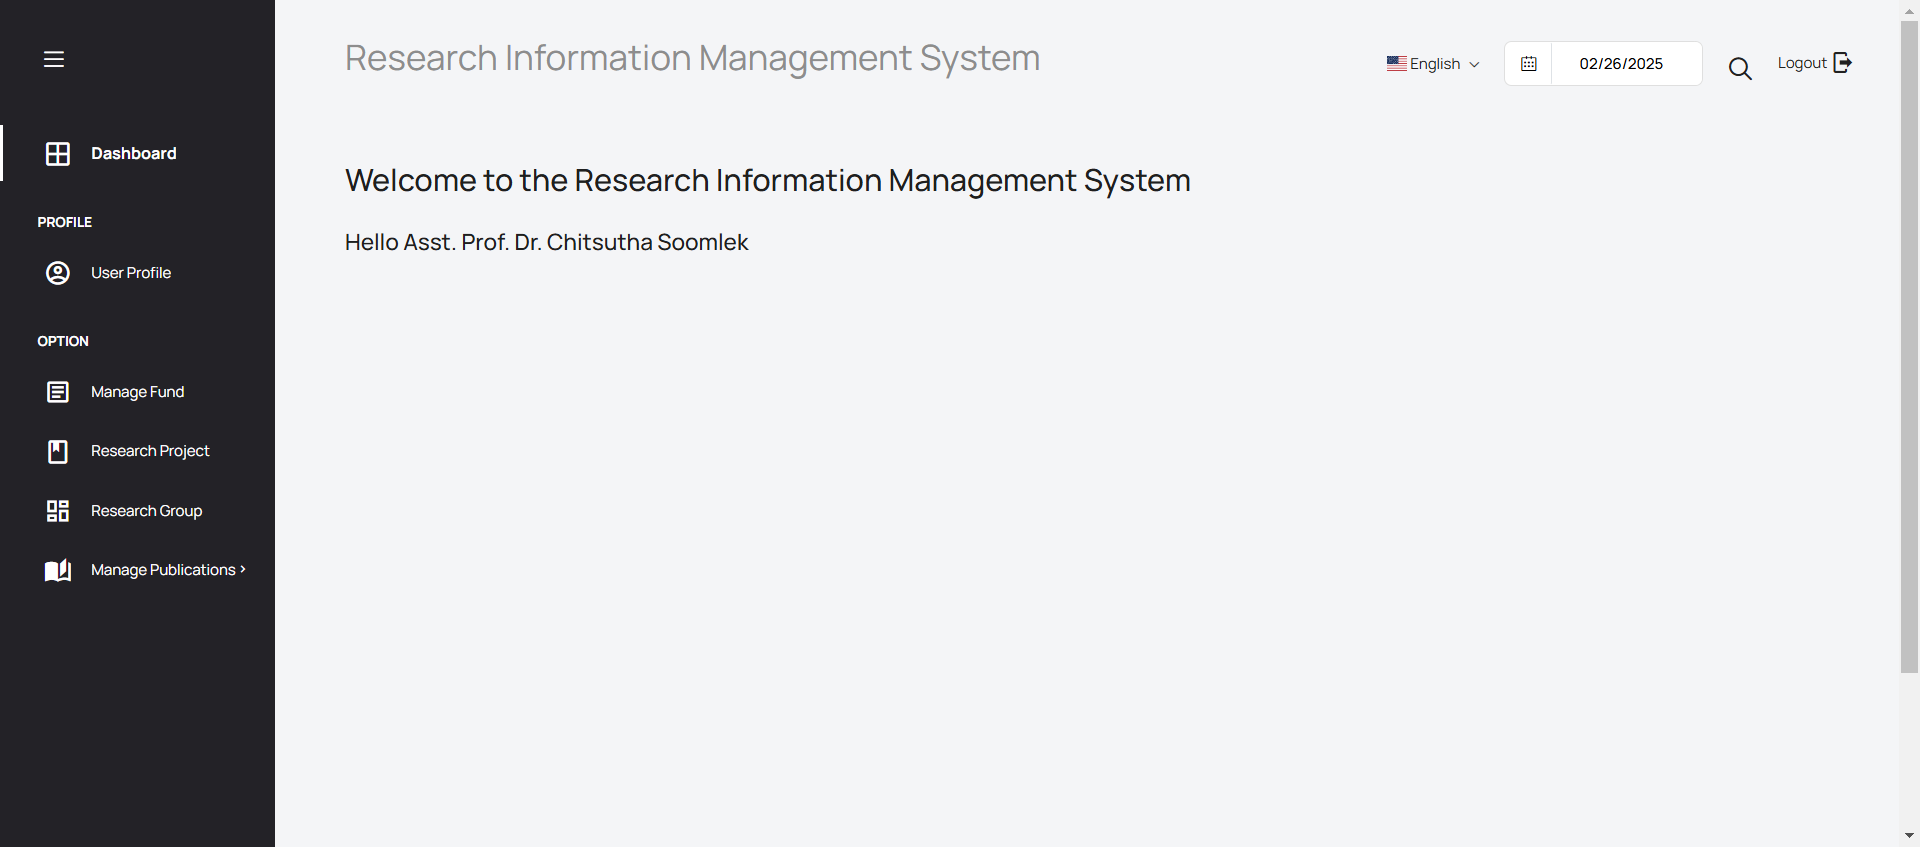 Research Information Management System
English
02/26/2025
Logout
Dashboard
PROFILE
User Profile
OPTION
Manage Fund
Research Project
Research Group
Manage Publications >
Welcome to the Research Information Management System
Hello Asst. Prof. Dr. Chitsutha Soomlek